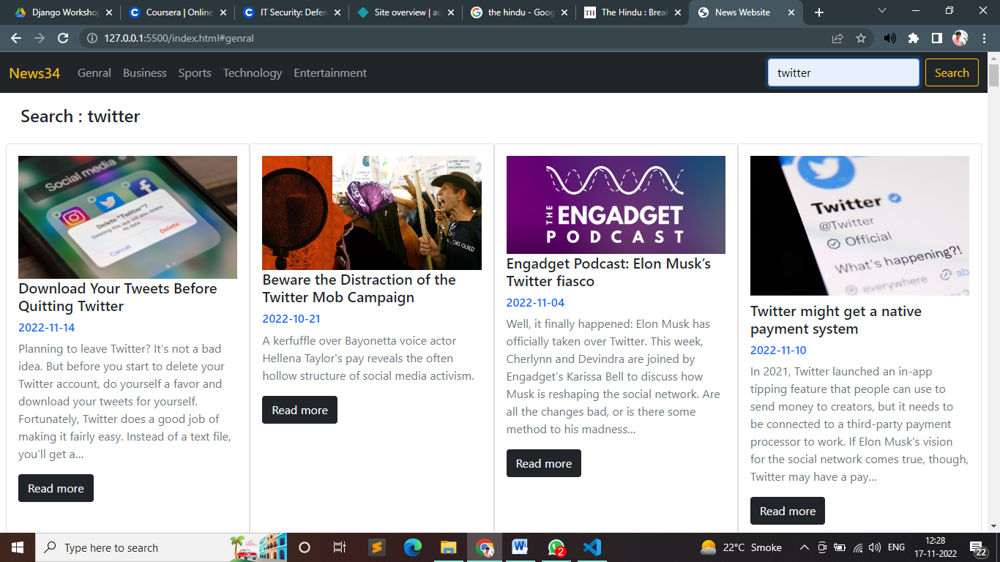 Django Workshop
Coursera | Online
IT Security: Defen
Site overview | ac
the hindu - Goog
The Hindu : Break
News Website
127.0.0.1:5500/index.html#genral
News34
Genral
Business
Sports
Technology
Entertainment
twitter
Search
Search : twitter
Social media
Delete "Twitter"?
Deleting this app will also delete
its data.
Cancel
Delete
Download Your Tweets Before
Quitting Twitter
2022-11-14
Planning to leave Twitter? It’s not a bad
idea. But before you start to delete your
Twitter account, do yourself a favor and
download your tweets for yourself.
Fortunately, Twitter does a good job of
making it fairly easy. Instead of a text file,
you’ll get a…
Read more
ACTORS UNITED
FOR
FAIR CONTRACTS
GUILD
Beware the Distraction of the
Twitter Mob Campaign
2022-10-21
A kerfuffle over Bayonetta voice actor
Hellena Taylor's pay reveals the often
hollow structure of social media activism.
Read more
THE
ENGADGET
PODCAST
Engadget Podcast: Elon Musk’s
Twitter fiasco
2022-11-04
Well, it finally happened: Elon Musk has
officially taken over Twitter. This week,
Cherlynn and Devindra are joined by
Engadget’s Karissa Bell to discuss how
Musk is reshaping the social network. Are
all the changes bad, or is there some
method to his madness…
Read more
Twitter
@Twitter
Official
What's happening?!
everywhere
ab
Twitter might get a native
payment system
2022-11-10
In 2021, Twitter launched an in-app
tipping feature that people can use to
send money to creators, but it needs to
be connected to a third-party payment
processor to work. If Elon Musk's vision
for the social network comes true, though,
Twitter may have a pay…
Read more
Type here to search
2
22°C Smoke
ENG
12:28
17-11-2022
22